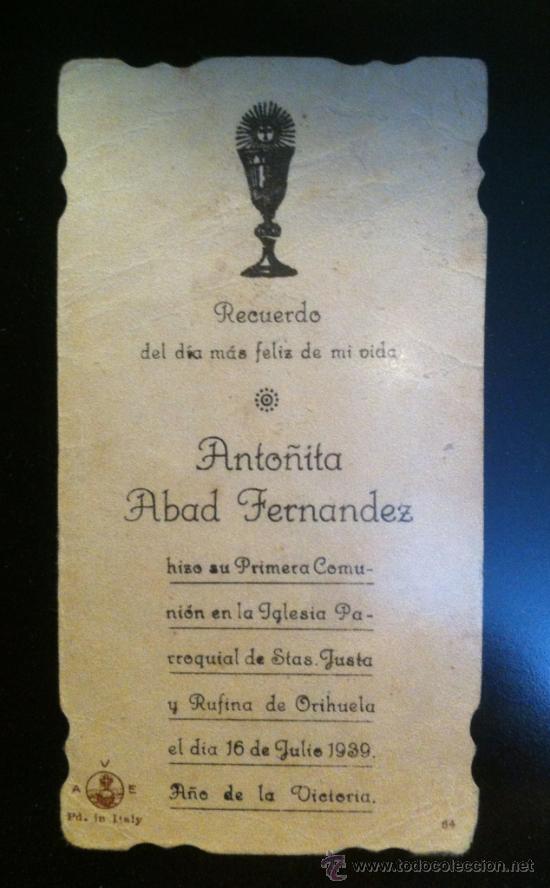 Recuerdo
del día más feliz de mi vida
Antoñita
Abad Fernandez
hizo su Primera Comu-
nión en la Iglesia Pa-
rroquial de Stas. Justa
y Rufina de Orihuela
el dia 16 de Julio 1939.
Año de la Victoria.
V
A E
Pd. in Italy
64
www.todocoleccion.net